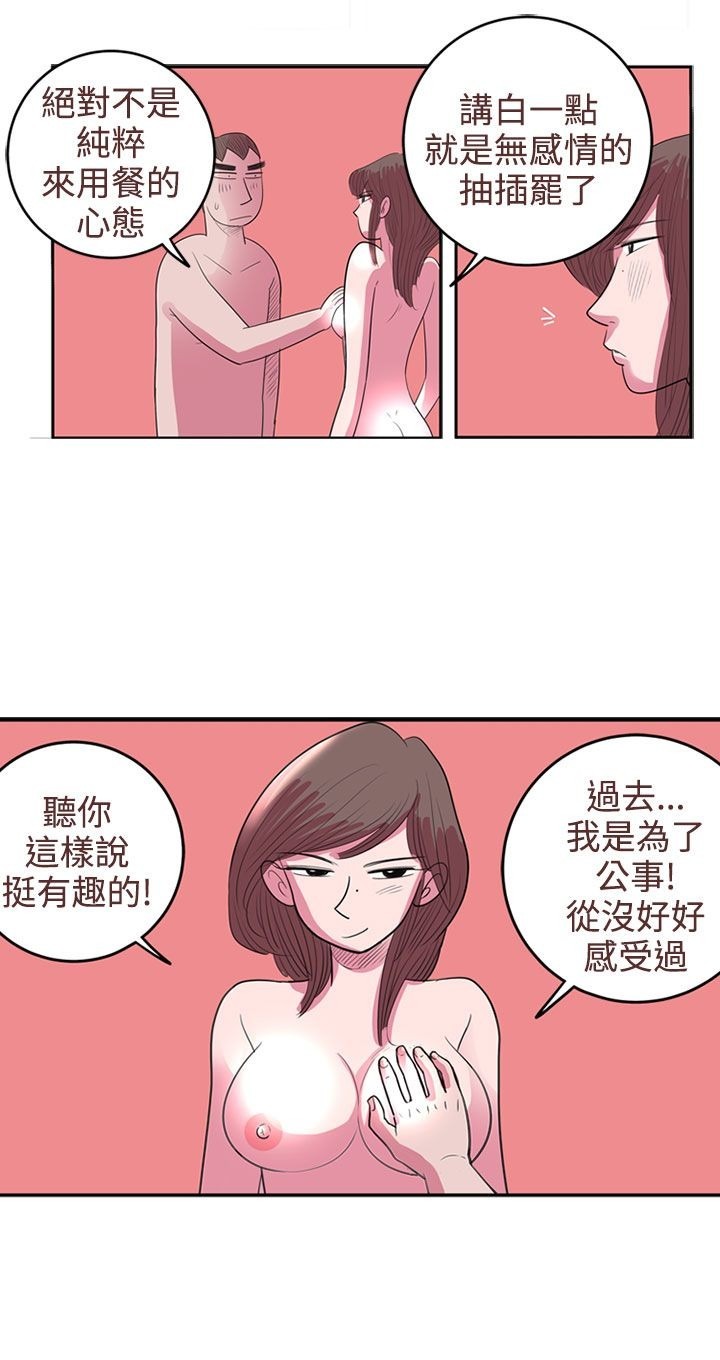 絕對不是
純粹
來用餐的
心態
講白一點
就是無感情的
抽插罷了
聽你
這樣說
挺有趣的!
過去...
我是為了
公事!
從沒好好
感受過